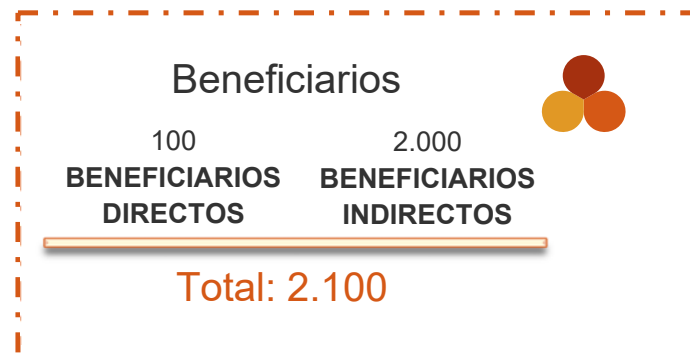 Beneficiarios
100
BENEFICIARIOS
DIRECTOS
2.000
BENEFICIARIOS
INDIRECTOS
Total: 2.100